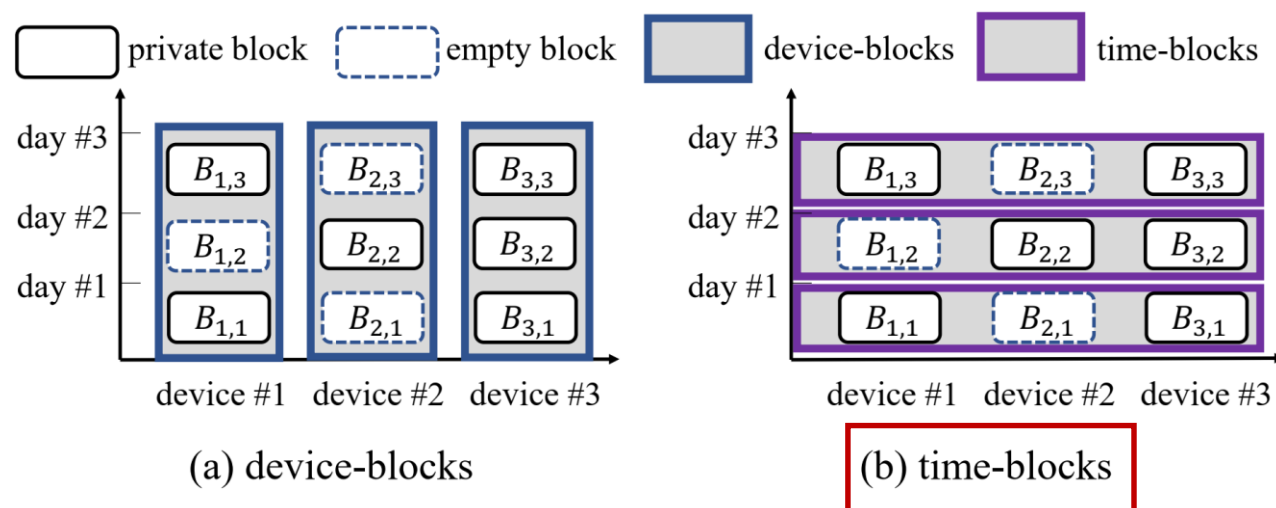 private block empty block device-blocks time-blocks
day #3
B1,3 B2,3 B3,3
day #2
B1,2 B2,2 B3,2
day #1
B1,1 B2,1 B3,1
device #1 device #2 device #3
(a) device-blocks
day #3
B1,3 B2,3 B3,3
day #2
B1,2 B2,2 B3,2
day #1
B1,1 B2,1 B3,1
device #1 device #2 device #3
(b) time-blocks